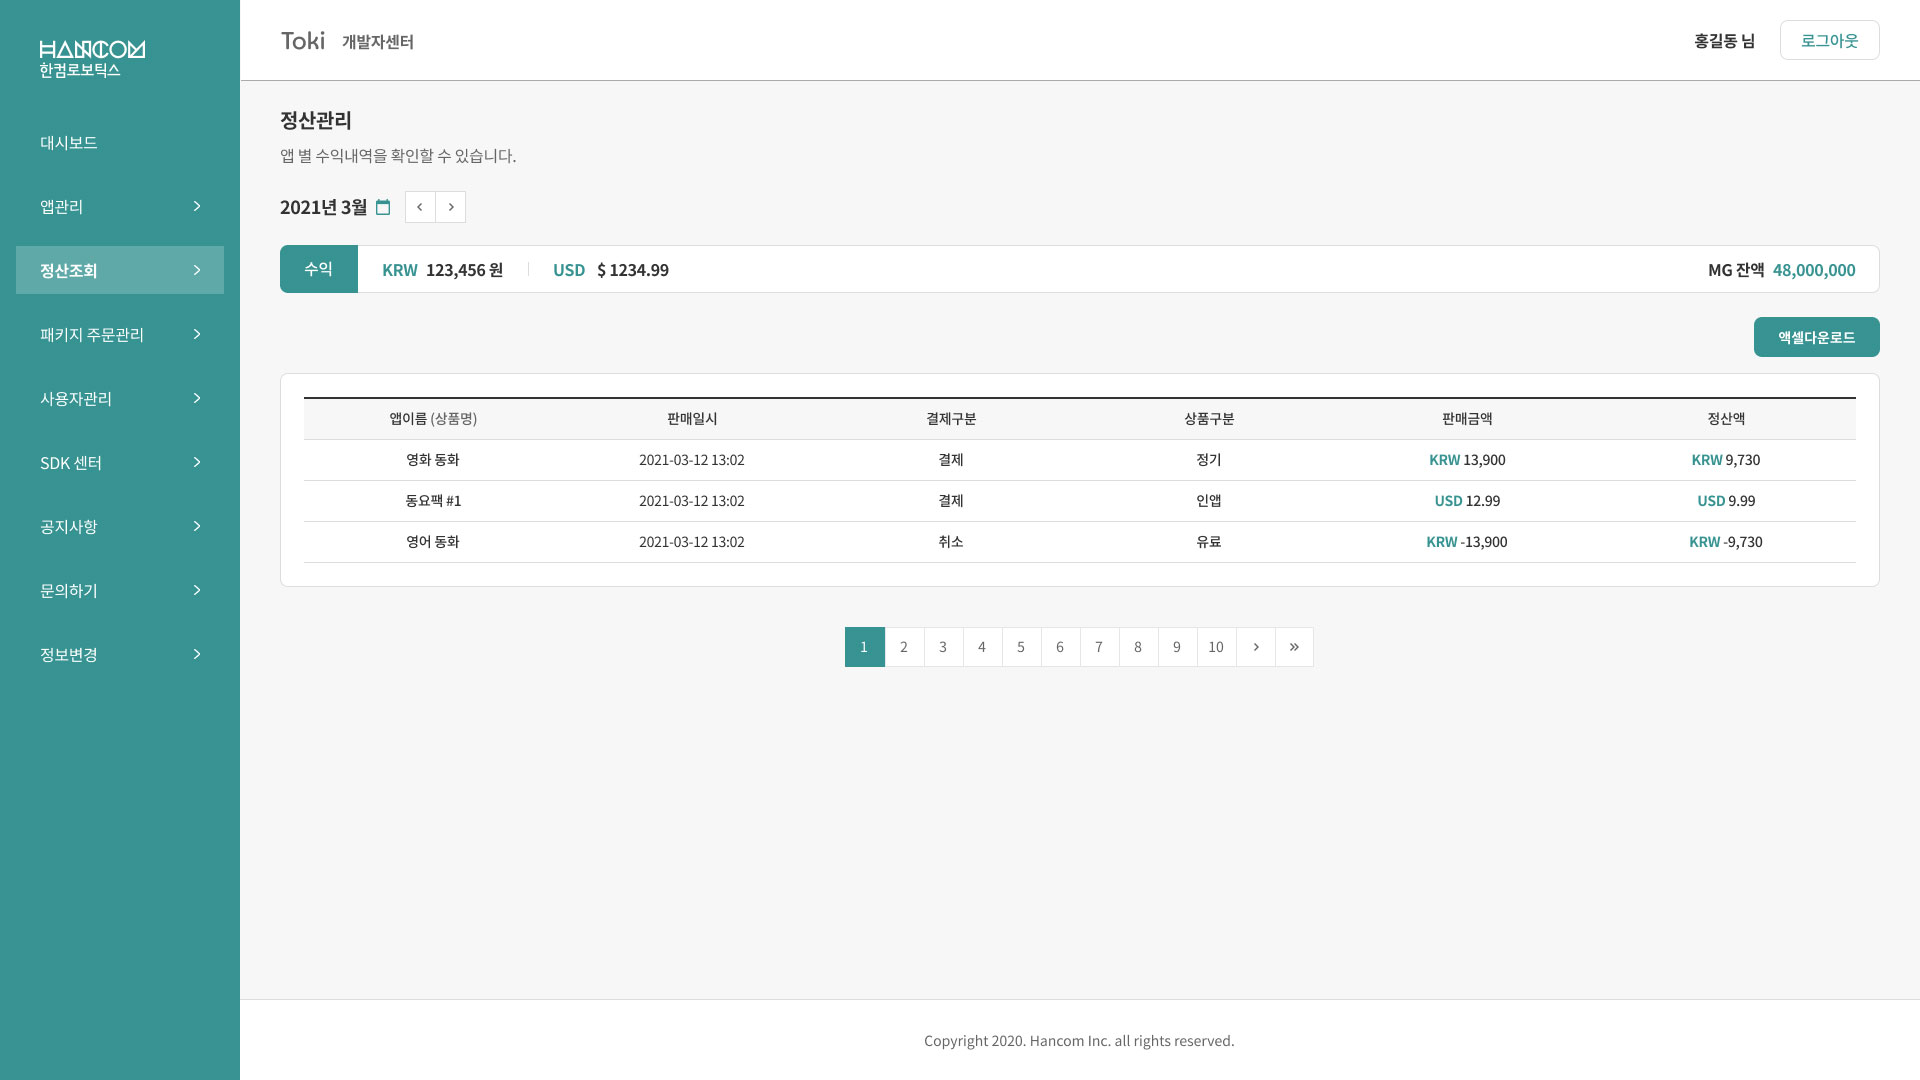 HANCOM
한컴로보틱스
대시보드
앱관리
정산조회
패키지 주문관리
사용자관리
SDK 센터
공지사항
문의하기
정보변경
Toki 개발자센터
홍길동 님 로그아웃
정산관리
앱 별 수익내역을 확인할 수 있습니다.
2021년 3월
수익 KRW 123,456 원 USD $ 1234.99 MG 잔액 48,000,000
액셀다운로드
앱이름 (상품명) 판매일시 결제구분 상품구분 판매금액 정산액
영화 동화 2021-03-12 13:02 결제 정기 KRW 13,900 KRW 9,730
동요팩 #1 2021-03-12 13:02 결제 인앱 USD 12.99 USD 9.99
영어 동화 2021-03-12 13:02 취소 유료 KRW -13,900 KRW -9,730
1 2 3 4 5 6 7 8 9 10
Copyright 2020. Hancom Inc. all rights reserved.